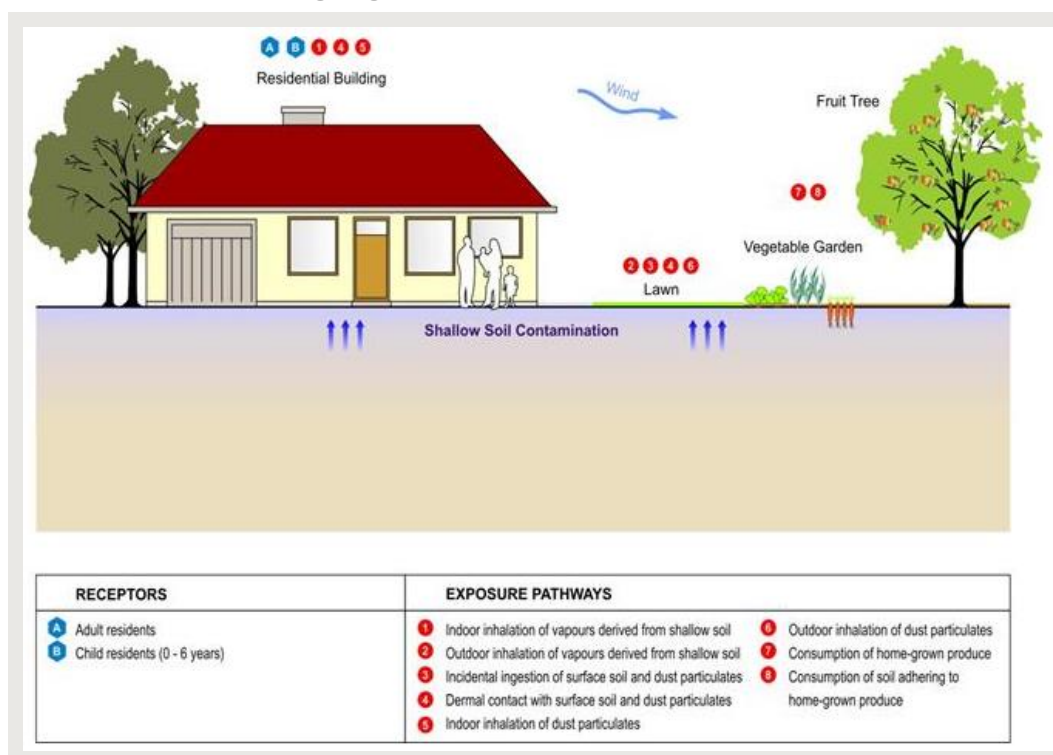 A B 1 4 5
Residential Building
Wind
Fruit Tree
7 8
Vegetable Garden
2 3 4 6
Lawn
Shallow Soil Contamination
RECEPTORS
A Adult residents
B Child residents (0 - 6 years)
EXPOSURE PATHWAYS
1 Indoor inhalation of vapours derived from shallow soil
2 Outdoor inhalation of vapours derived from shallow soil
3 Incidental ingestion of surface soil and dust particulates
4 Dermal contact with surface soil and dust particulates
5 Indoor inhalation of dust particulates
6 Outdoor inhalation of dust particulates
7 Consumption of home-grown produce
8 Consumption of soil adhering to
home-grown produce